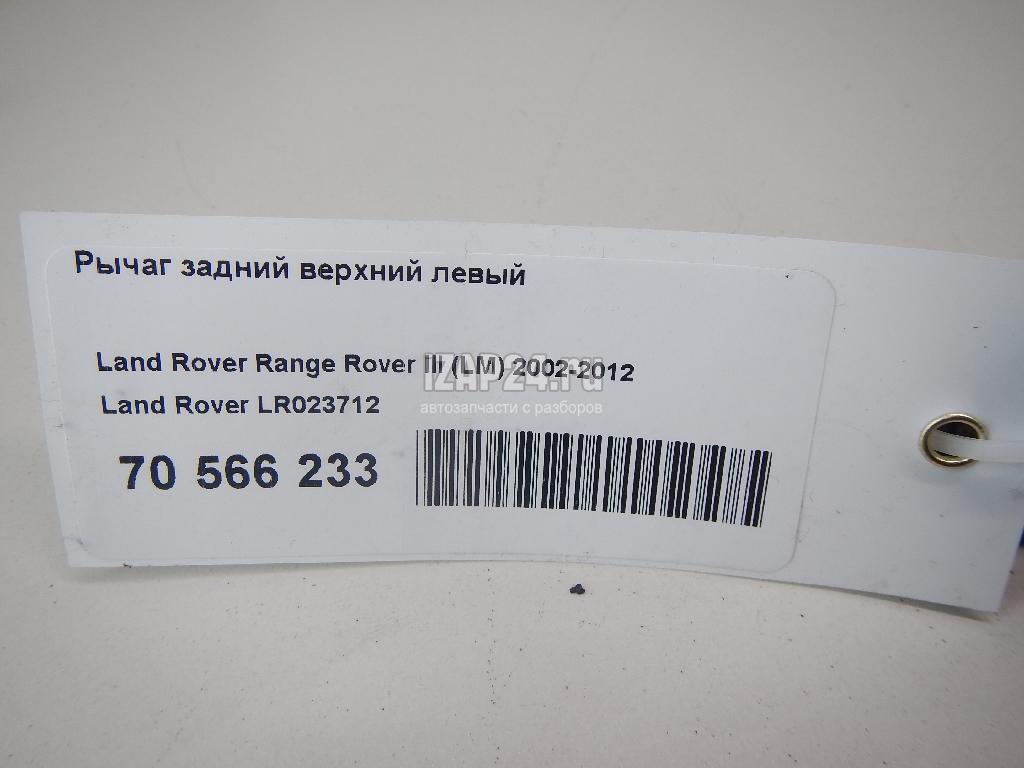 Рычаг задний верхний левый
Land Rover Range Rover III (LM) 2002-2012
IZAP24.ru
Land Rover LR023712
автозапчасти с разборов
70 566 233